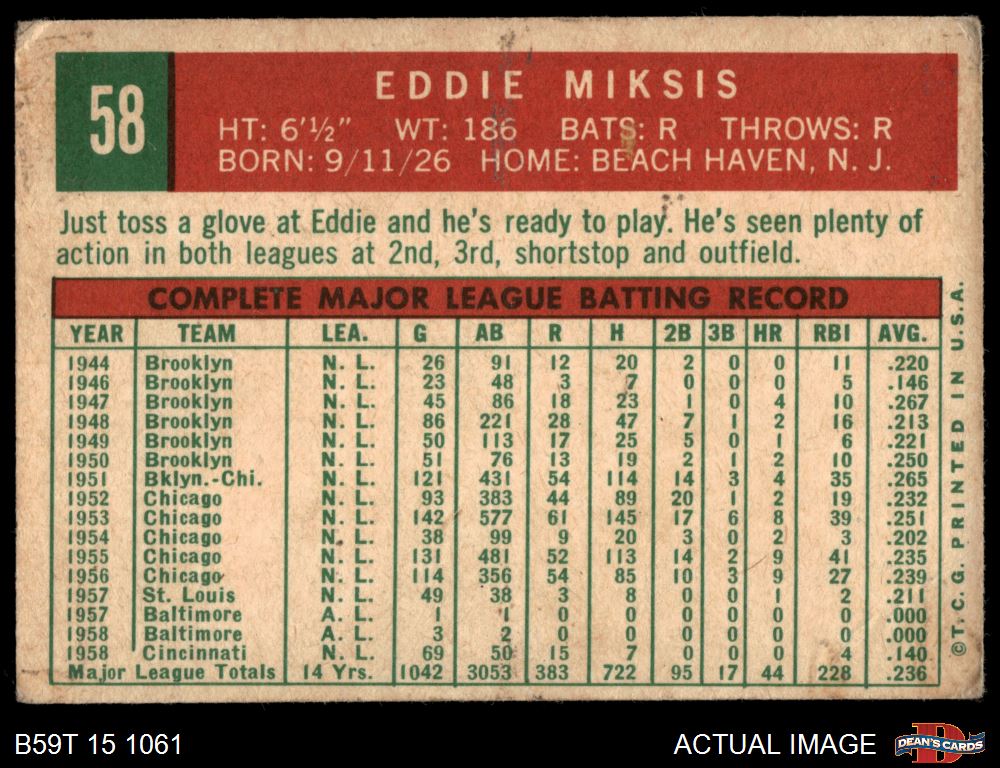 58
EDDIE MIKSIS
HT: 6'½" WT: 186 BATS: R THROWS: R
BORN: 9/11/26 HOME: BEACH HAVEN, N. J.
Just toss a glove at Eddie and he's ready to play. He's seen plenty of
action in both leagues at 2nd, 3rd, shortstop and outfield.
COMPLETE MAJOR LEAGUE BATTING RECORD
YEAR TEAM LEA. G AB R H 2B 3B HR RBI AVG.
1944 Brooklyn N. L. 26 91 12 20 2 0 0 11 .220
1946 Brooklyn N. L. 23 48 3 7 0 0 0 5 .146
1947 Brooklyn N. L. 45 86 18 23 1 0 4 10 .267
1948 Brooklyn N. L. 86 221 28 47 7 1 2 16 .213
1949 Brooklyn N. L. 50 113 17 25 5 0 1 6 .221
1950 Brooklyn N. L. 51 76 13 19 2 1 2 10 .250
1951 Bklyn.-Chi. N. L. 121 431 54 114 14 3 4 35 .265
1952 Chicago N. L. 93 383 44 89 20 1 2 19 .232
1953 Chicago N. L. 142 577 61 145 17 6 8 39 .251
1954 Chicago N. L. 38 99 9 20 3 0 2 3 .202
1955 Chicago N. L. 131 481 52 113 14 2 9 41 .235
1956 Chicago N. L. 114 356 54 85 10 3 9 27 .239
1957 St. Louis N. L. 49 38 3 8 0 0 1 2 .211
1957 Baltimore A. L. 1 1 0 0 0 0 0 0 .000
1958 Baltimore A. L. 3 2 0 0 0 0 0 0 .000
1958 Cincinnati N. L. 69 50 15 7 0 0 0 4 .140
Major League Totals 14 Yrs. 1042 3053 383 722 95 17 44 228 .236
©T. C. G. PRINTED IN U.S.A.
B59T 15 1061
ACTUAL IMAGE
D
DEAN'S CARDS